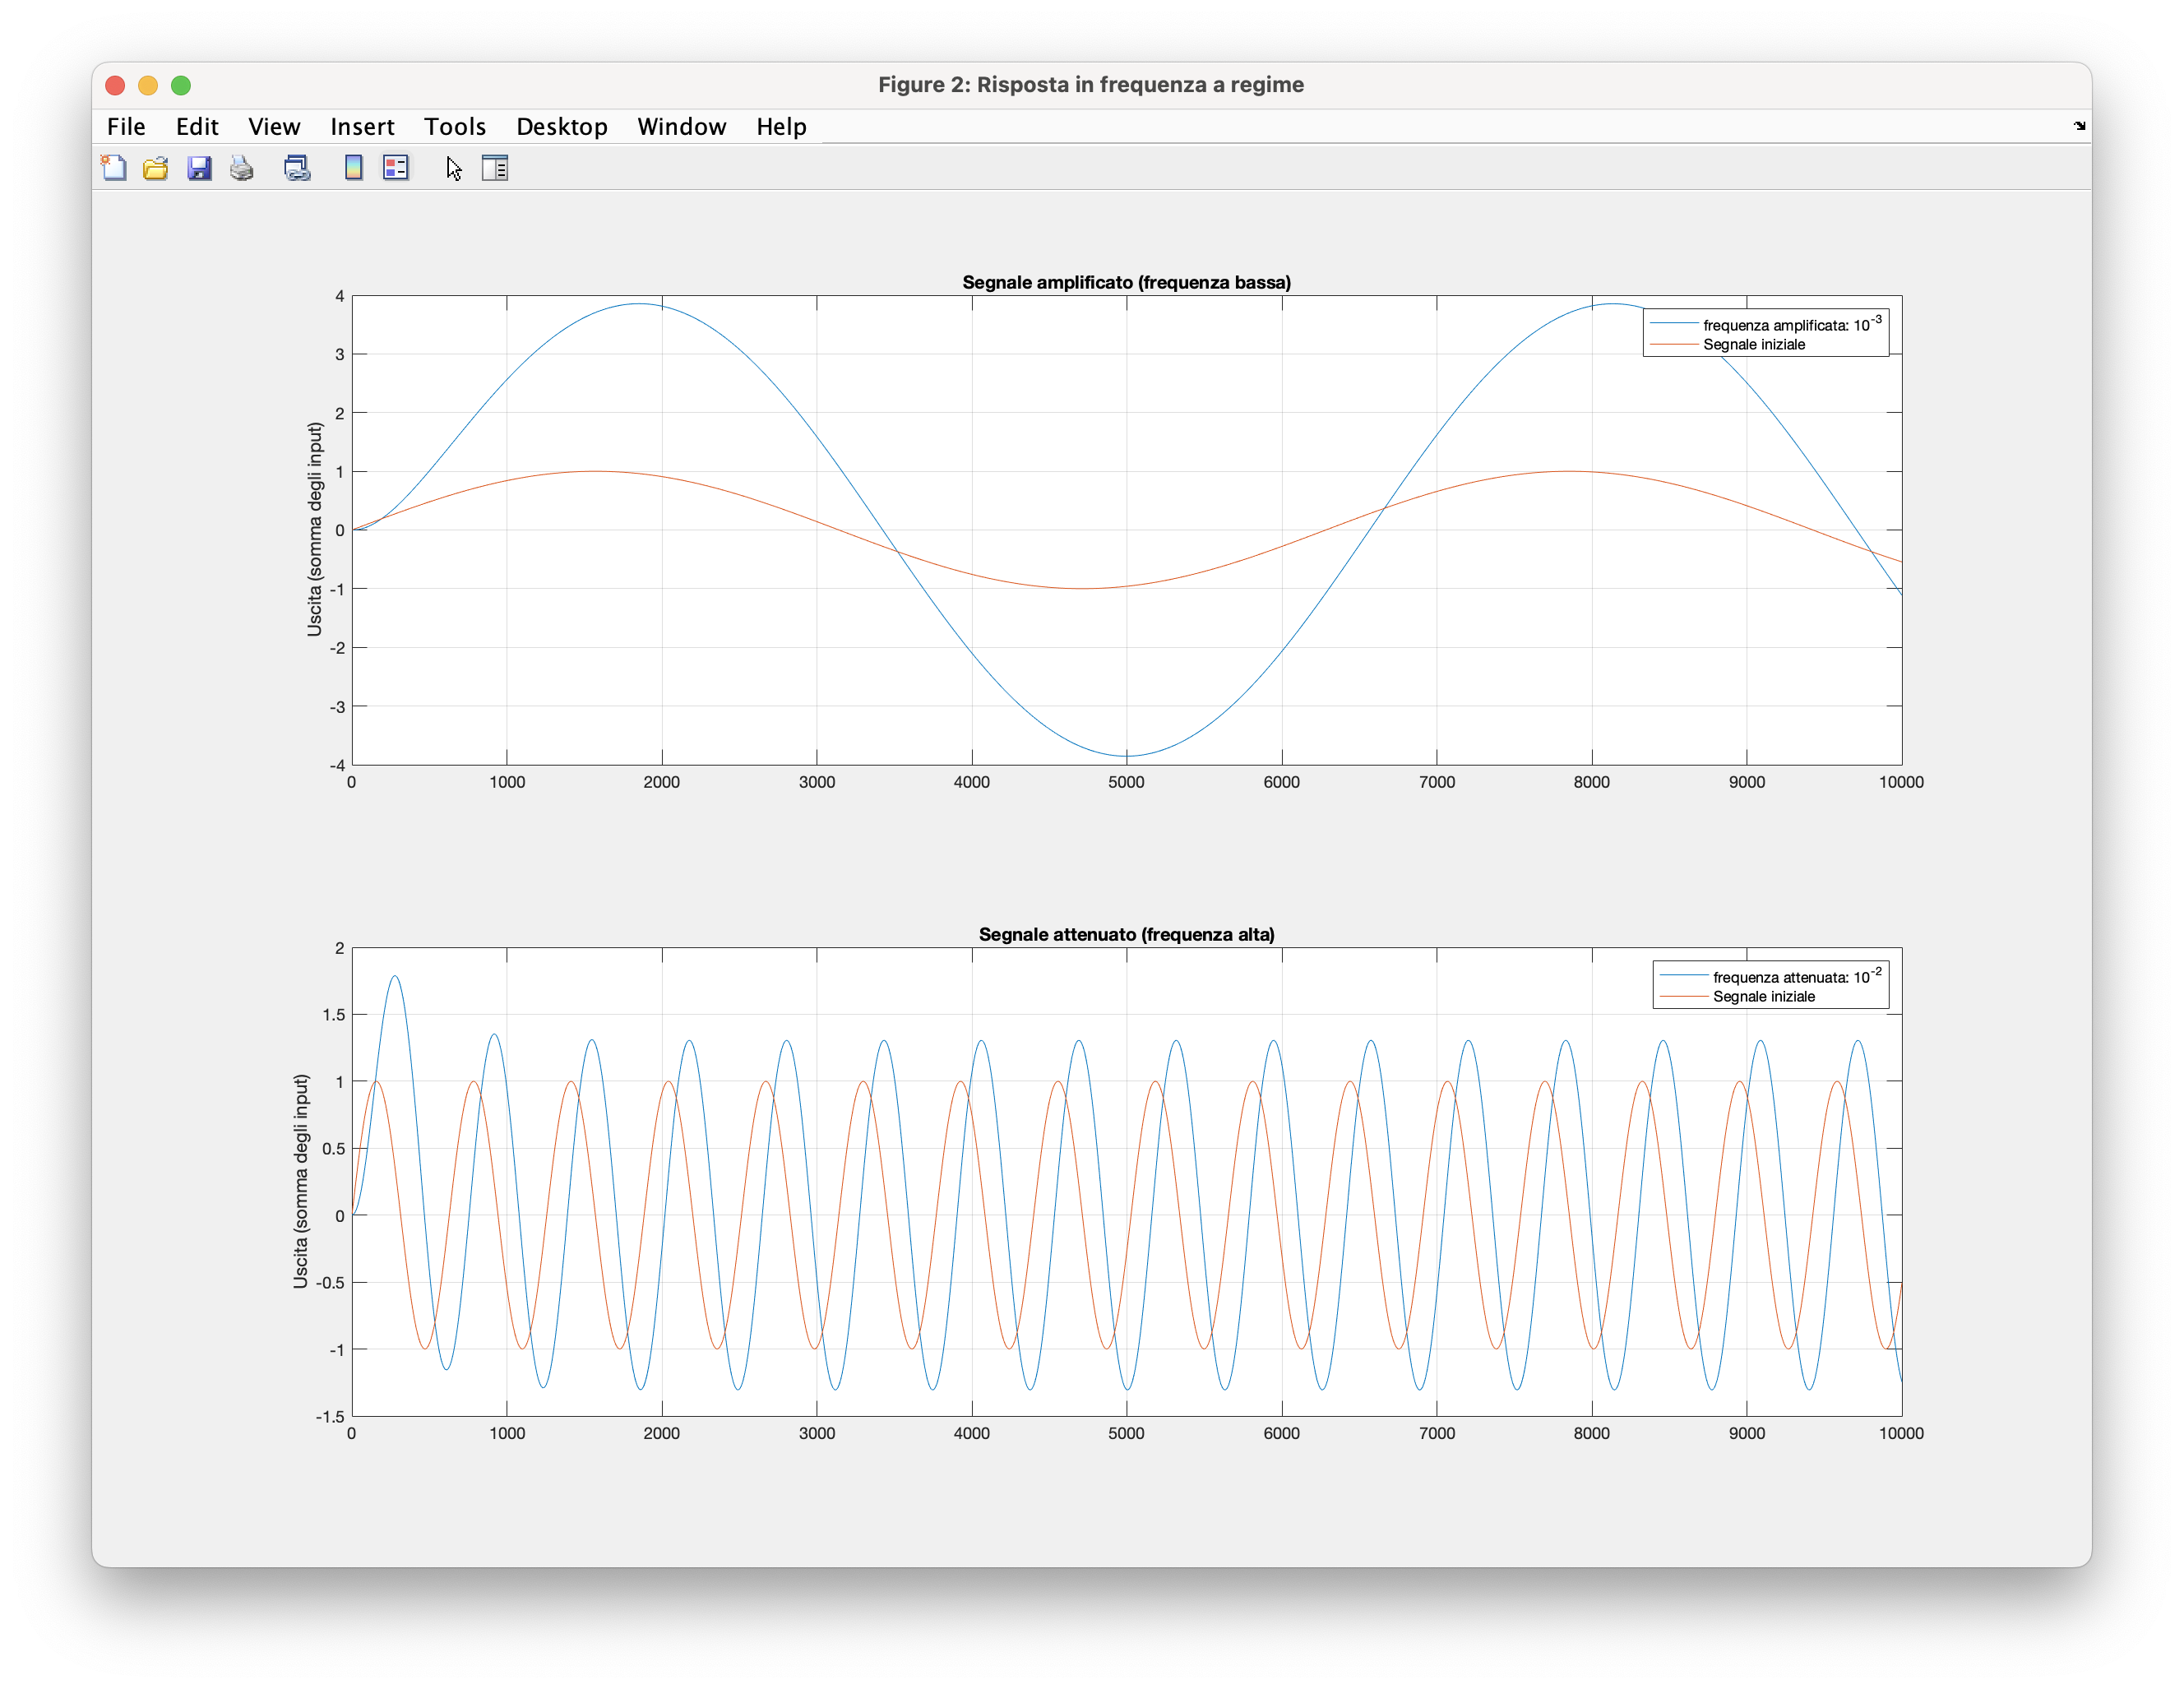 Figure 2: Risposta in frequenza a regime
File Edit View Insert Tools Desktop Window Help
Segnale amplificato (frequenza bassa)
frequenza amplificata: 10^-3
Segnale iniziale
Uscita (somma degli input)
4
3
2
1
0
-1
-2
-3
-4
0 1000 2000 3000 4000 5000 6000 7000 8000 9000 10000
Segnale attenuato (frequenza alta)
frequenza attenuata: 10^-2
Segnale iniziale
Uscita (somma degli input)
2
1.5
1
0.5
0
-0.5
-1
-1.5
0 1000 2000 3000 4000 5000 6000 7000 8000 9000 10000